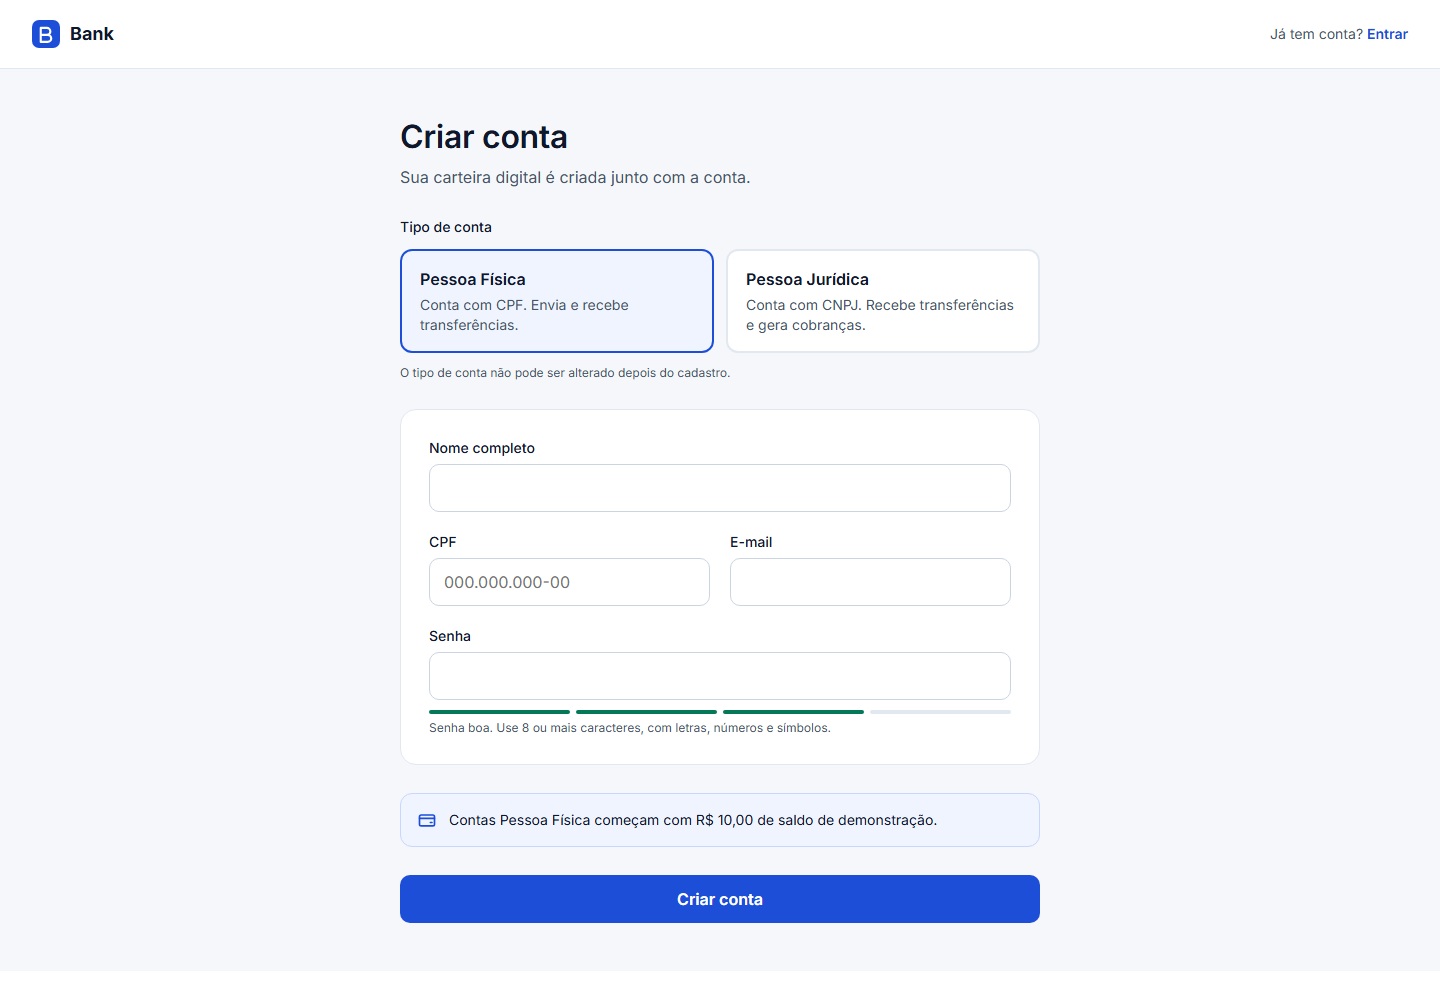 B Bank
Já tem conta? Entrar
Criar conta
Sua carteira digital é criada junto com a conta.
Tipo de conta
Pessoa Física
Conta com CPF. Envia e recebe
transferências.
Pessoa Jurídica
Conta com CNPJ. Recebe transferências
e gera cobranças.
O tipo de conta não pode ser alterado depois do cadastro.
Nome completo
CPF
000.000.000-00
E-mail
Senha
Senha boa. Use 8 ou mais caracteres, com letras, números e símbolos.
Contas Pessoa Física começam com R$ 10,00 de saldo de demonstração.
Criar conta